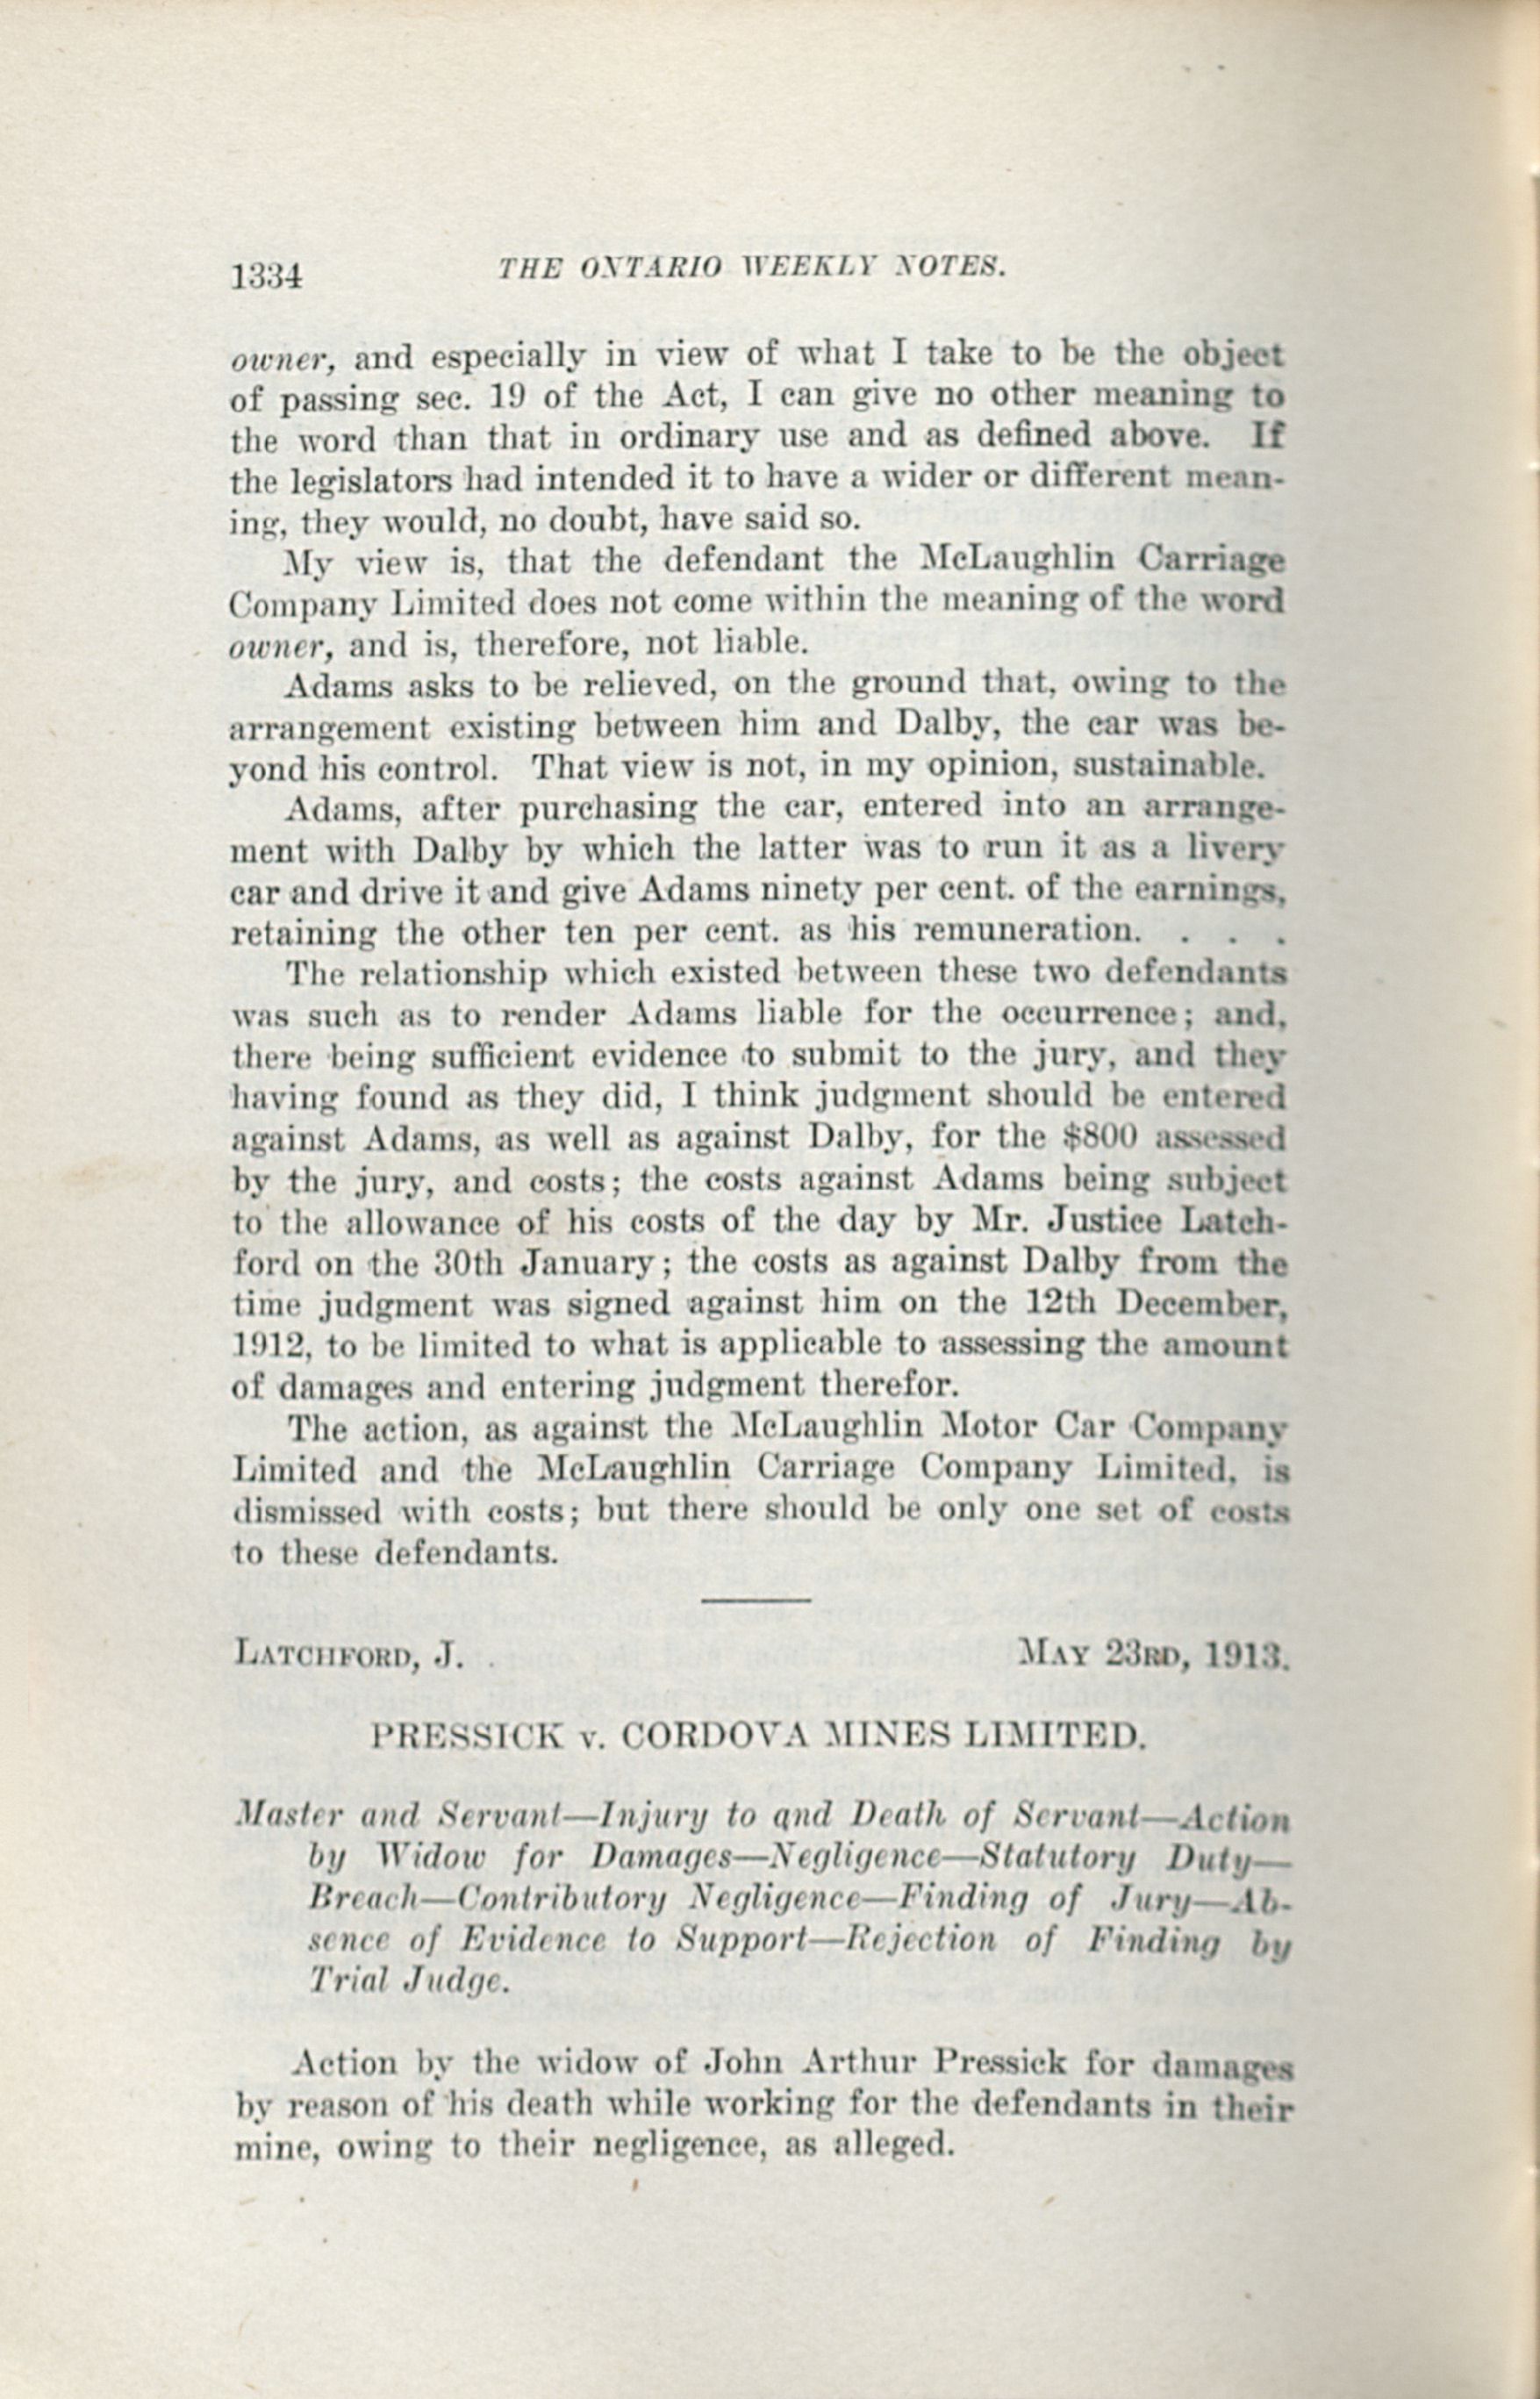 1334 THE ONTARIO WEEKLY NOTES.
owner, and especially in view of what I take to be the object
of passing sec. 19 of the Act, I can give no other meaning to
the word than that in ordinary use and as defined above. If
the legislators had intended it to have a wider or different mean-
ing, they would, no doubt, have said so.
My view is, that the defendant the McLaughlin Carriage
Company Limited does not come within the meaning of the word
owner, and is, therefore, not liable.
Adams asks to be relieved, on the ground that, owing to the
arrangement existing between him and Dalby, the car was be-
yond his control. That view is not, in my opinion, sustainable.
Adams, after purchasing the car, entered into an arrange-
ment with Dalby by which the latter was to run it as a livery
car and drive it and give Adams ninety per cent. of the earnings,
retaining the other ten per cent. as his remuneration. . . .
The relationship which existed between these two defendants
was such as to render Adams liable for the occurrence; and,
there being sufficient evidence to submit to the jury, and they
having found as they did, I think judgment should be entered
against Adams, as well as against Dalby, for the $800 assessed
by the jury, and costs; the costs against Adams being subject
to the allowance of his costs of the day by Mr. Justice Latch-
ford on the 30th January; the costs as against Dalby from the
time judgment was signed against him on the 12th December,
1912, to be limited to what is applicable to assessing the amount
of damages and entering judgment therefor.
The action, as against the McLaughlin Motor Car Company
Limited and the McLaughlin Carriage Company Limited, is
dismissed with costs; but there should be only one set of costs
to these defendants.
LATCHFORD, J. MAY 23RD, 1913.
PRESSICK v. CORDOVA MINES LIMITED.
Master and Servant—Injury to and Death of Servant—Action
by Widow for Damages—Negligence—Statutory Duty—
Breach—Contributory Negligence—Finding of Jury—Ab-
sence of Evidence to Support—Rejection of Finding by
Trial Judge.
Action by the widow of John Arthur Pressick for damages
by reason of his death while working for the defendants in their
mine, owing to their negligence, as alleged.